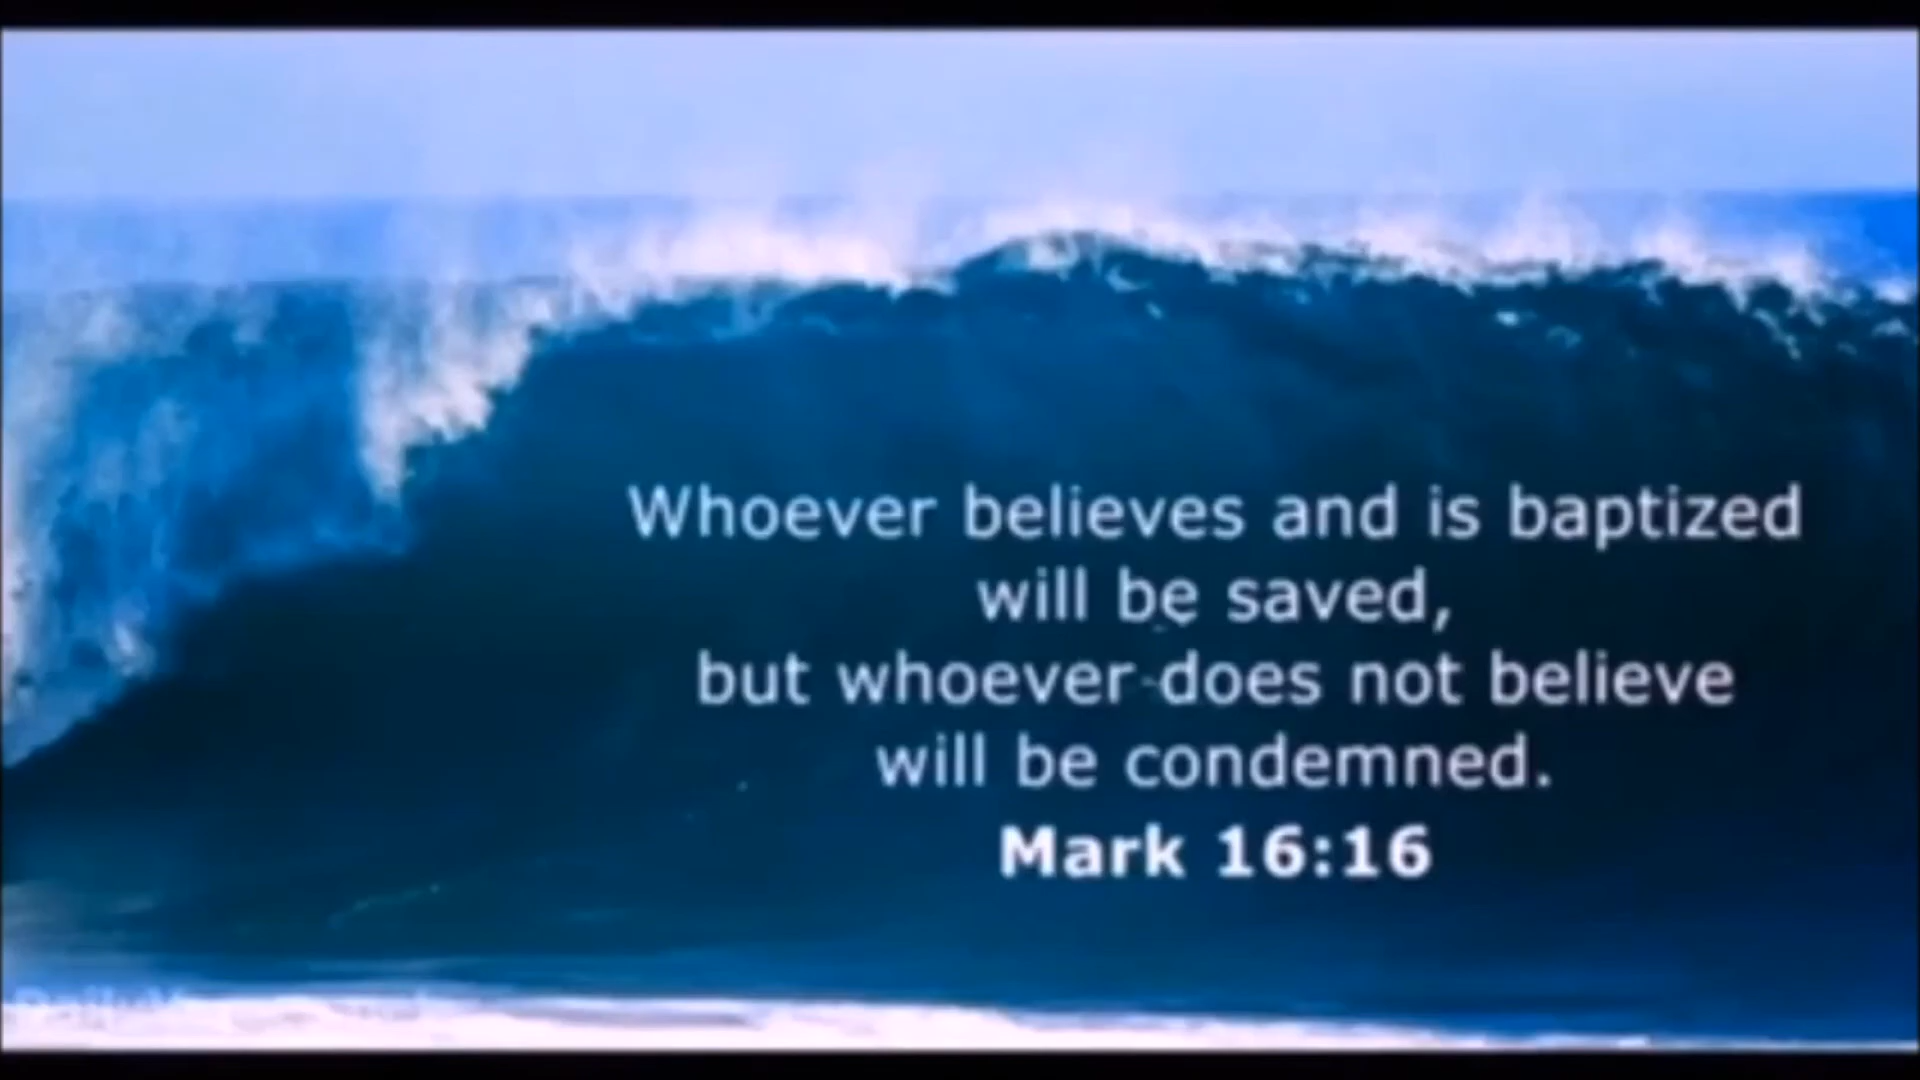 Whoever believes and is baptized
will be saved,
but whoever does not believe
will be condemned.
Mark 16:16